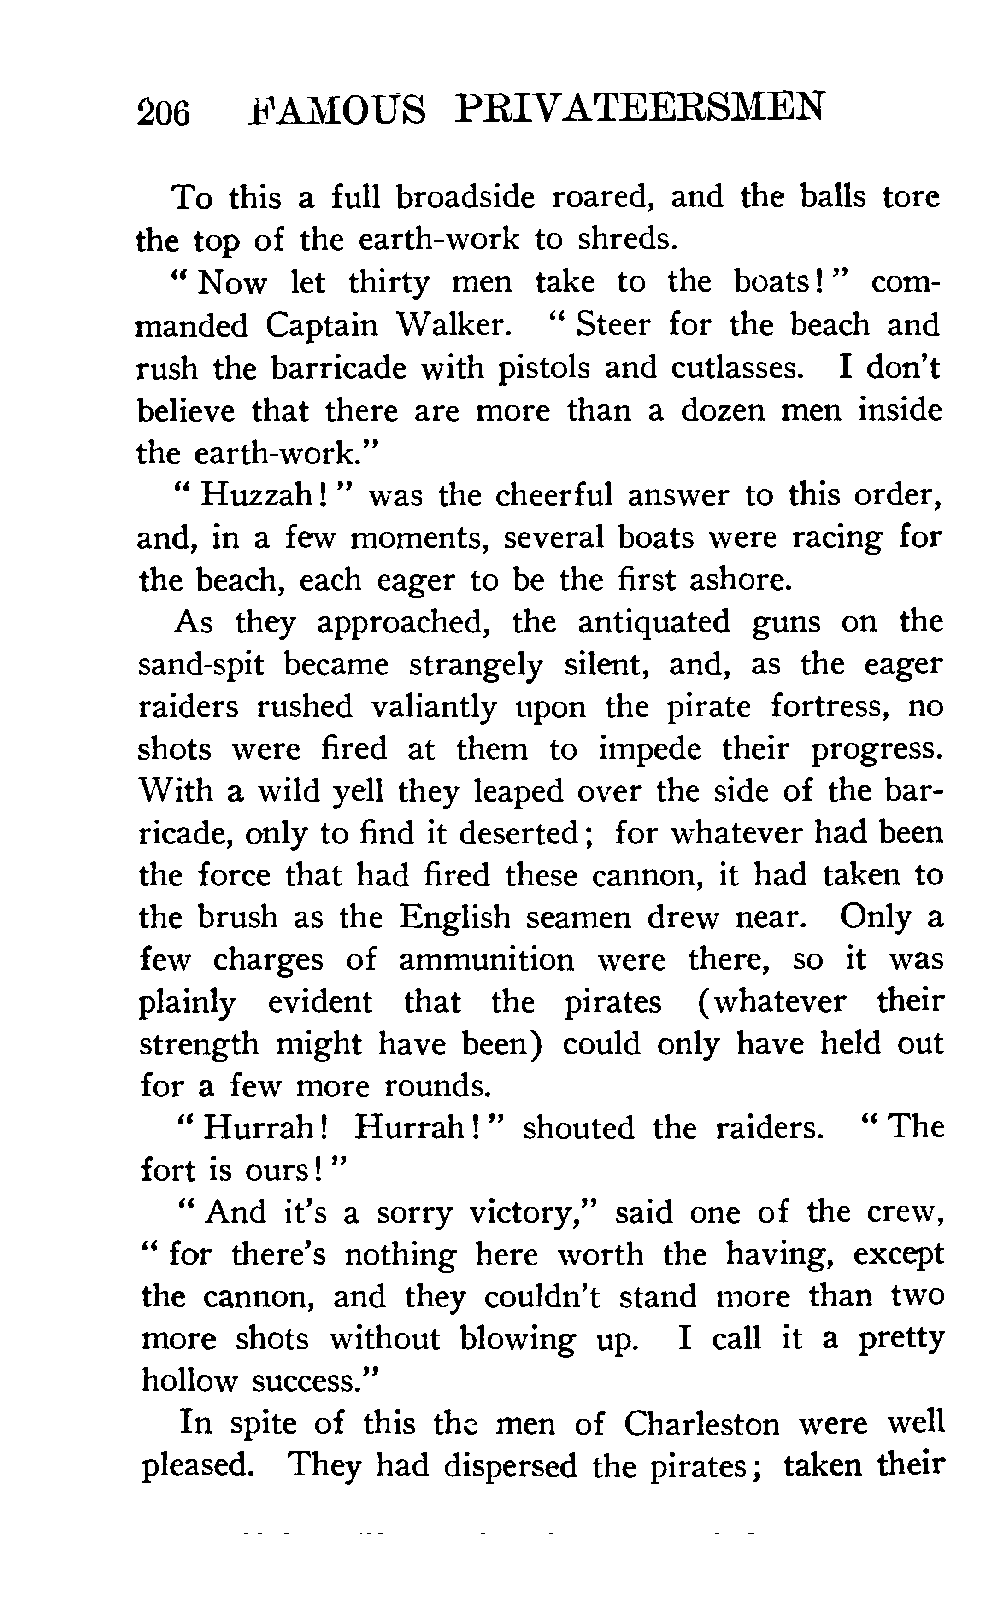 206 FAMOUS PRIVATEERSMEN
To this a full broadside roared, and the balls tore
the top of the earth-work to shreds.
" Now let thirty men take to the boats! " com-
manded Captain Walker. " Steer for the beach and
rush the barricade with pistols and cutlasses. I don't
believe that there are more than a dozen men inside
the earth-work."
" Huzzah! " was the cheerful answer to this order,
and, in a few moments, several boats were racing for
the beach, each eager to be the first ashore.
As they approached, the antiquated guns on the
sand-spit became strangely silent, and, as the eager
raiders rushed valiantly upon the pirate fortress, no
shots were fired at them to impede their progress.
With a wild yell they leaped over the side of the bar-
ricade, only to find it deserted; for whatever had been
the force that had fired these cannon, it had taken to
the brush as the English seamen drew near. Only a
few charges of ammunition were there, so it was
plainly evident that the pirates (whatever their
strength might have been) could only have held out
for a few more rounds.
" Hurrah! Hurrah! " shouted the raiders. " The
fort is ours! "
" And it's a sorry victory," said one of the crew,
" for there's nothing here worth the having, except
the cannon, and they couldn't stand more than two
more shots without blowing up. I call it a pretty
hollow success."
In spite of this the men of Charleston were well
pleased. They had dispersed the pirates; taken their